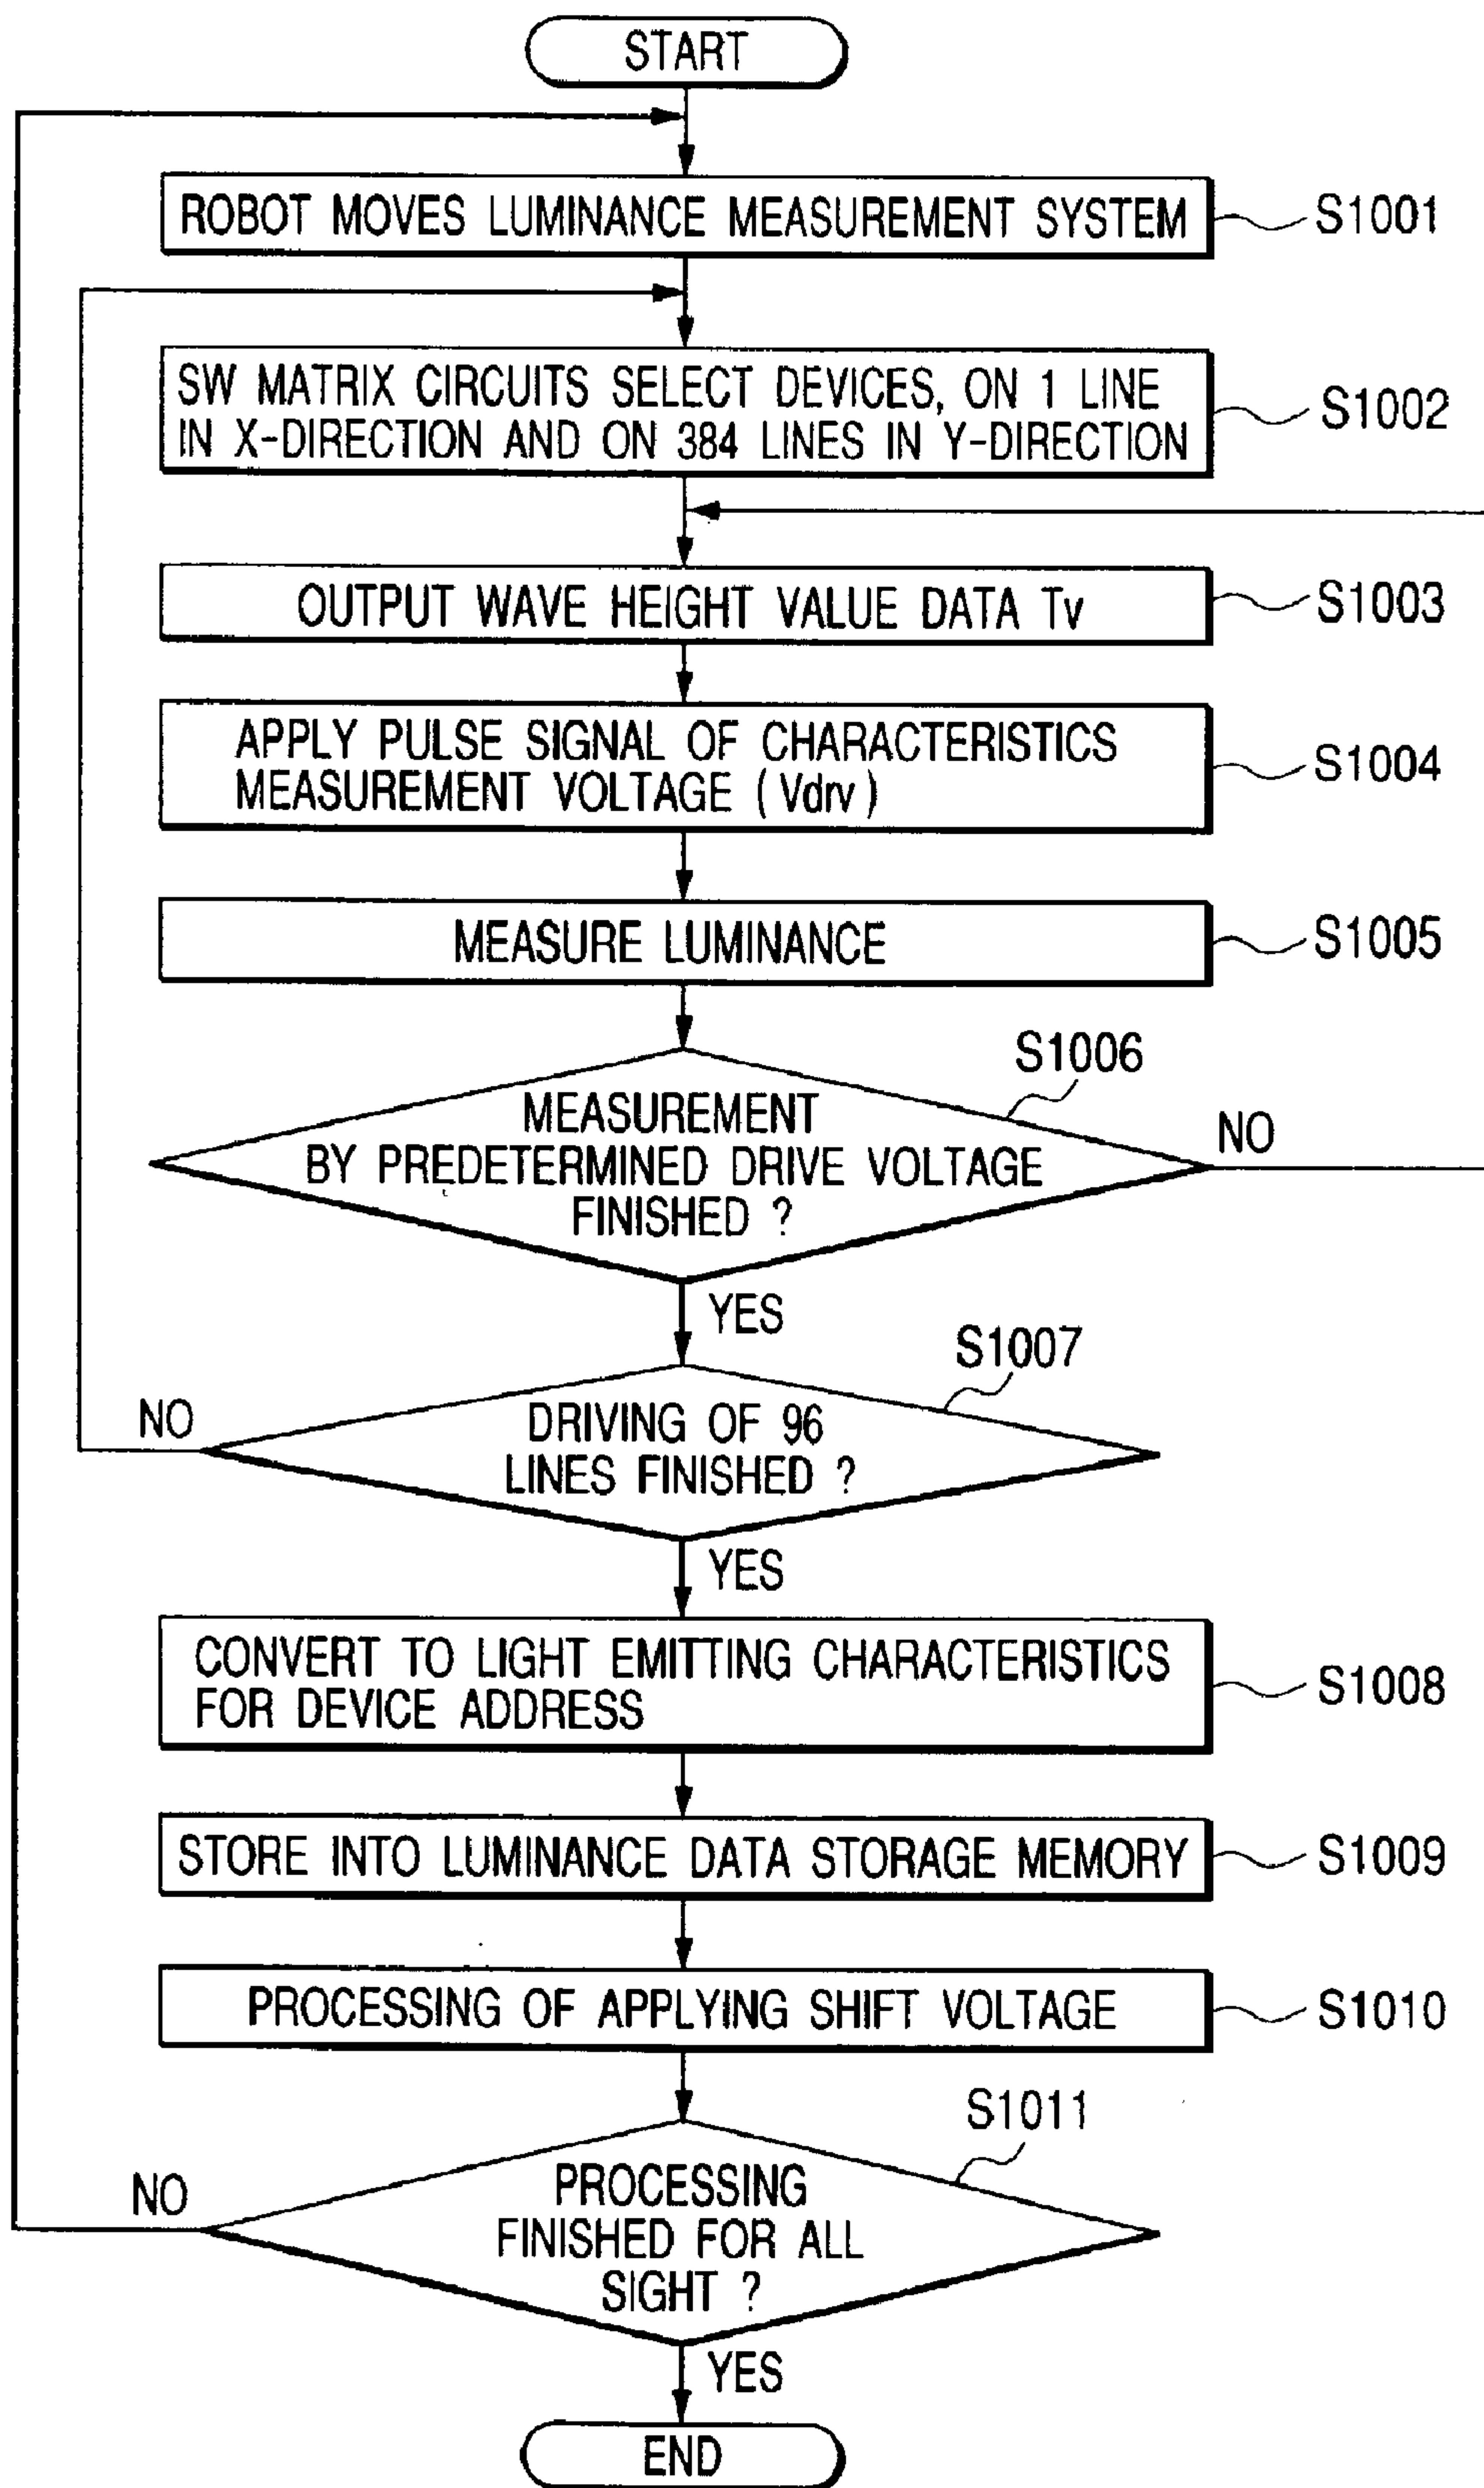 START
ROBOT MOVES LUMINANCE MEASUREMENT SYSTEM
S1001
SW MATRIX CIRCUITS SELECT DEVICES, ON 1 LINE
IN X-DIRECTION AND ON 384 LINES IN Y-DIRECTION
S1002
OUTPUT WAVE HEIGHT VALUE DATA Tv
S1003
APPLY PULSE SIGNAL OF CHARACTERISTICS
MEASUREMENT VOLTAGE (Vdrv)
S1004
MEASURE LUMINANCE
S1005
S1006
MEASUREMENT
BY PREDETERMINED DRIVE VOLTAGE
FINISHED ?
NO
YES
S1007
DRIVING OF 96
LINES FINISHED ?
NO
YES
CONVERT TO LIGHT EMITTING CHARACTERISTICS
FOR DEVICE ADDRESS
S1008
STORE INTO LUMINANCE DATA STORAGE MEMORY
S1009
PROCESSING OF APPLYING SHIFT VOLTAGE
S1010
S1011
PROCESSING
FINISHED FOR ALL
SIGHT ?
NO
YES
END